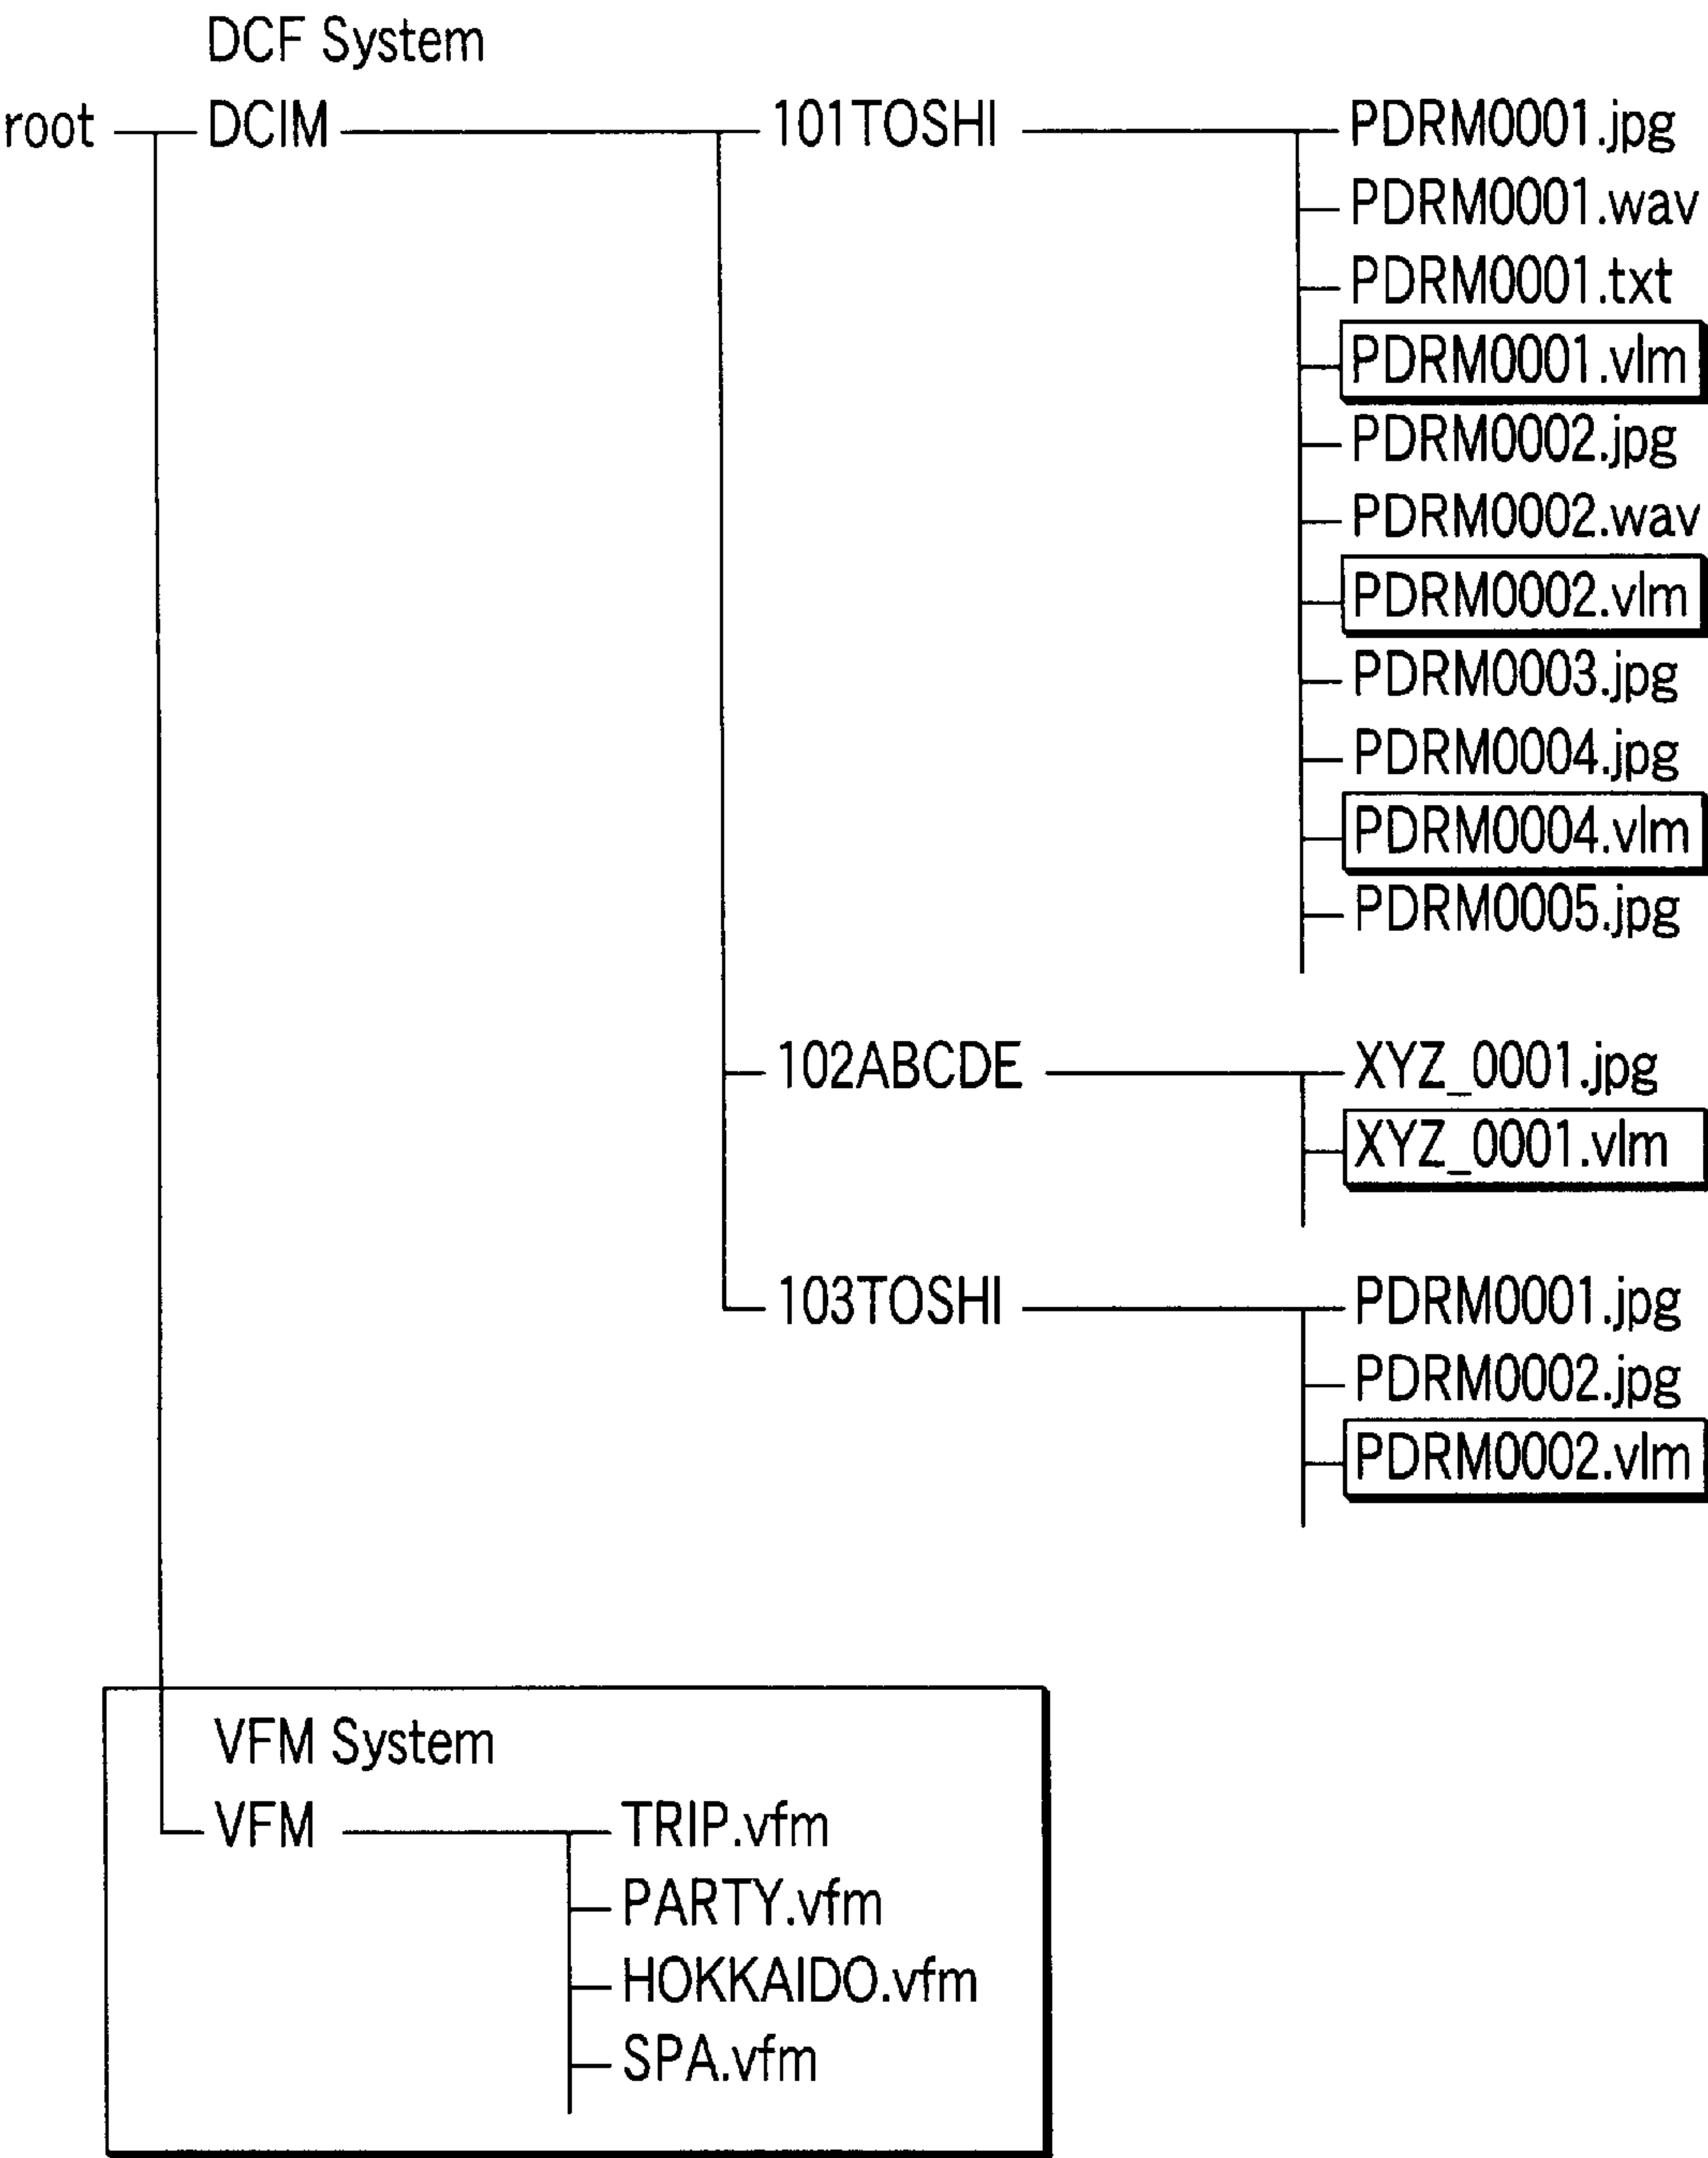 DCF System
root DCIM 101TOSHI PDRM0001.jpg
PDRM0001.wav
PDRM0001.txt
PDRM0001.vlm
PDRM0002.jpg
PDRM0002.wav
PDRM0002.vlm
PDRM0003.jpg
PDRM0004.jpg
PDRM0004.vlm
PDRM0005.jpg
102ABCDE XYZ_0001.jpg
XYZ_0001.vlm
103TOSHI PDRM0001.jpg
PDRM0002.jpg
PDRM0002.vlm
VFM System
VFM TRIP.vfm
PARTY.vfm
HOKKAIDO.vfm
SPA.vfm